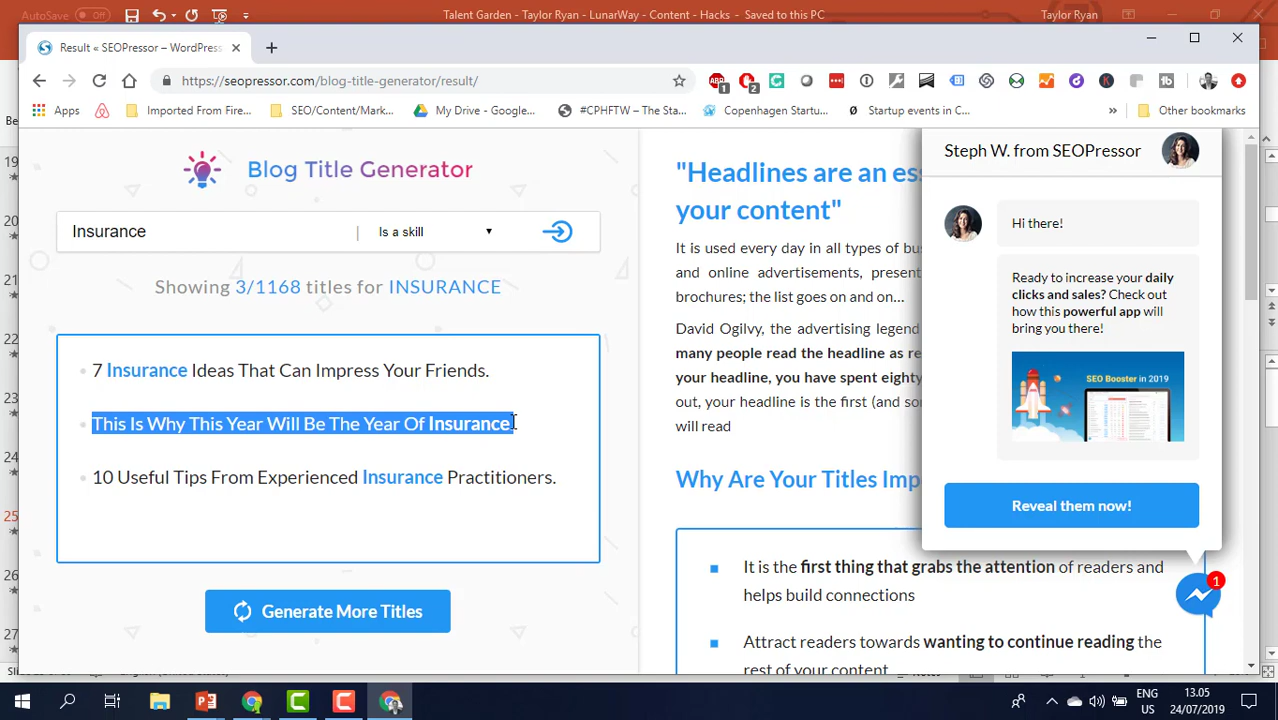 AutoSave Off
Talent Garden - Taylor Ryan - LunarWay - Content - Hacks - Saved to this PC
Taylor Ryan
Result « SEOPressor – WordPress
https://seopressor.com/blog-title-generator/result/
Apps
Imported From Fire...
SEO/Content/Mark...
My Drive - Google...
#CPHFTW – The Sta...
Copenhagen Startu...
Startup events in C...
Other bookmarks
Blog Title Generator
Insurance
Is a skill
Showing 3/1168 titles for INSURANCE
7 Insurance Ideas That Can Impress Your Friends.
This Is Why This Year Will Be The Year Of Insurance.
10 Useful Tips From Experienced Insurance Practitioners.
Generate More Titles
"Headlines are an es
your content"
It is used every day in all types of bu
and online advertisements, present
brochures; the list goes on and on...
David Ogilvy, the advertising legend
many people read the headline as re
your headline, you have spent eighty
out, your headline is the first (and so
will read
Why Are Your Titles Imp
It is the first thing that grabs the attention of readers and
helps build connections
Attract readers towards wanting to continue reading the
rest of your content
Steph W. from SEOPressor
Hi there!
Ready to increase your daily
clicks and sales? Check out
how this powerful app will
bring you there!
SEO Booster in 2019
Reveal them now!
1
19
20
21
22
23
24
25
26
27
ENG
US
13.05
24/07/2019